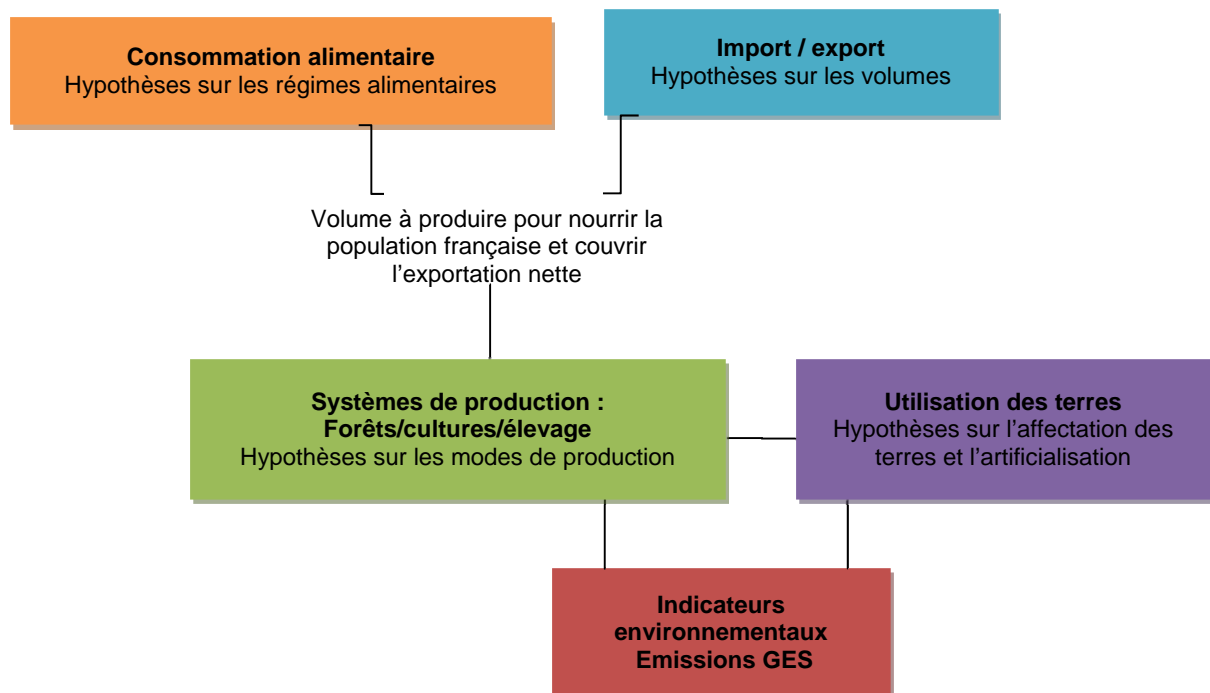 Consommation alimentaire
Hypothèses sur les régimes alimentaires
Import / export
Hypothèses sur les volumes
Volume à produire pour nourrir la
population française et couvrir
l’exportation nette
Systèmes de production :
Forêts/cultures/élevage
Hypothèses sur les modes de production
Utilisation des terres
Hypothèses sur l’affectation des
terres et l’artificialisation
Indicateurs
environnementaux
Emissions GES